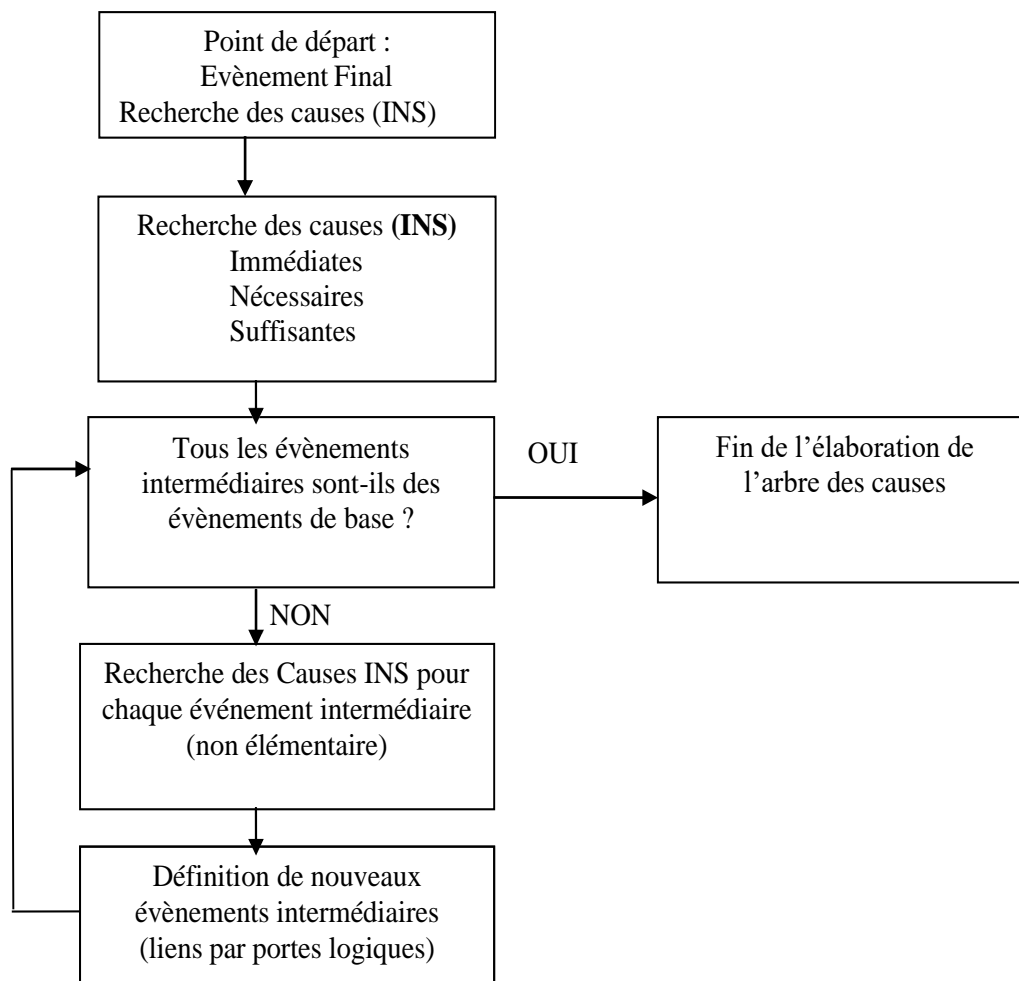 Point de départ :
Evènement Final
Recherche des causes (INS)
Recherche des causes (INS)
Immédiates
Nécessaires
Suffisantes
Tous les évènements
intermédiaires sont-ils des
évènements de base ?
OUI
Fin de l’élaboration de
l’arbre des causes
NON
Recherche des Causes INS pour
chaque événement intermédiaire
(non élémentaire)
Définition de nouveaux
évènements intermédiaires
(liens par portes logiques)